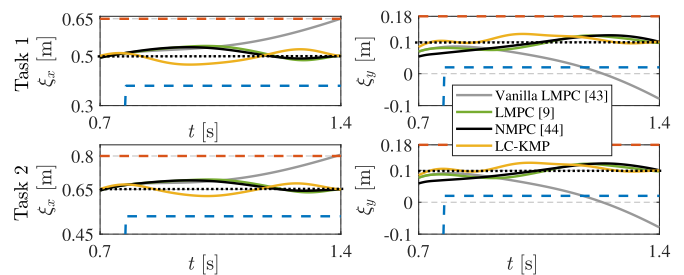 Task 1
ξx [m]
0.65
0.5
0.3
0.7
1.4
t [s]
ξy [m]
0.18
0.1
0
-0.1
0.7
1.4
Vanilla LMPC [43]
LMPC [9]
NMPC [44]
LC-KMP
Task 2
ξx [m]
0.8
0.65
0.45
0.7
1.4
t [s]
ξy [m]
0.18
0.1
0
-0.1
0.7
1.4
t [s]